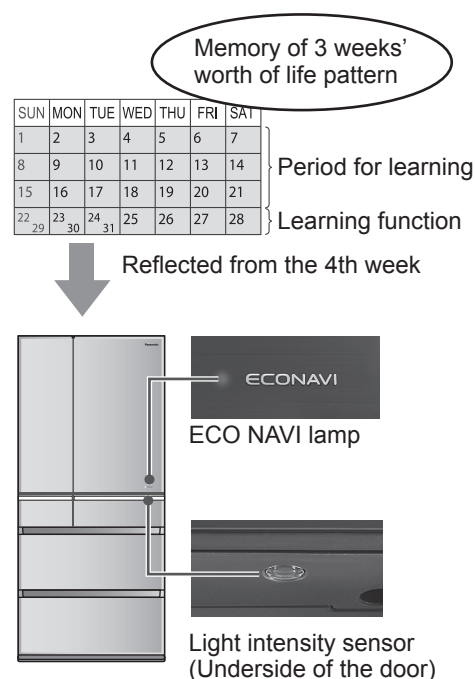 Memory of 3 weeks’
worth of life pattern
SUN MON TUE WED THU FRI SAT
1 2 3 4 5 6 7
8 9 10 11 12 13 14
15 16 17 18 19 20 21
22 29 23 30 24 31 25 26 27 28
Period for learning
Learning function
Reflected from the 4th week
Panasonic
ECONAVI
ECO NAVI lamp
Light intensity sensor
(Underside of the door)